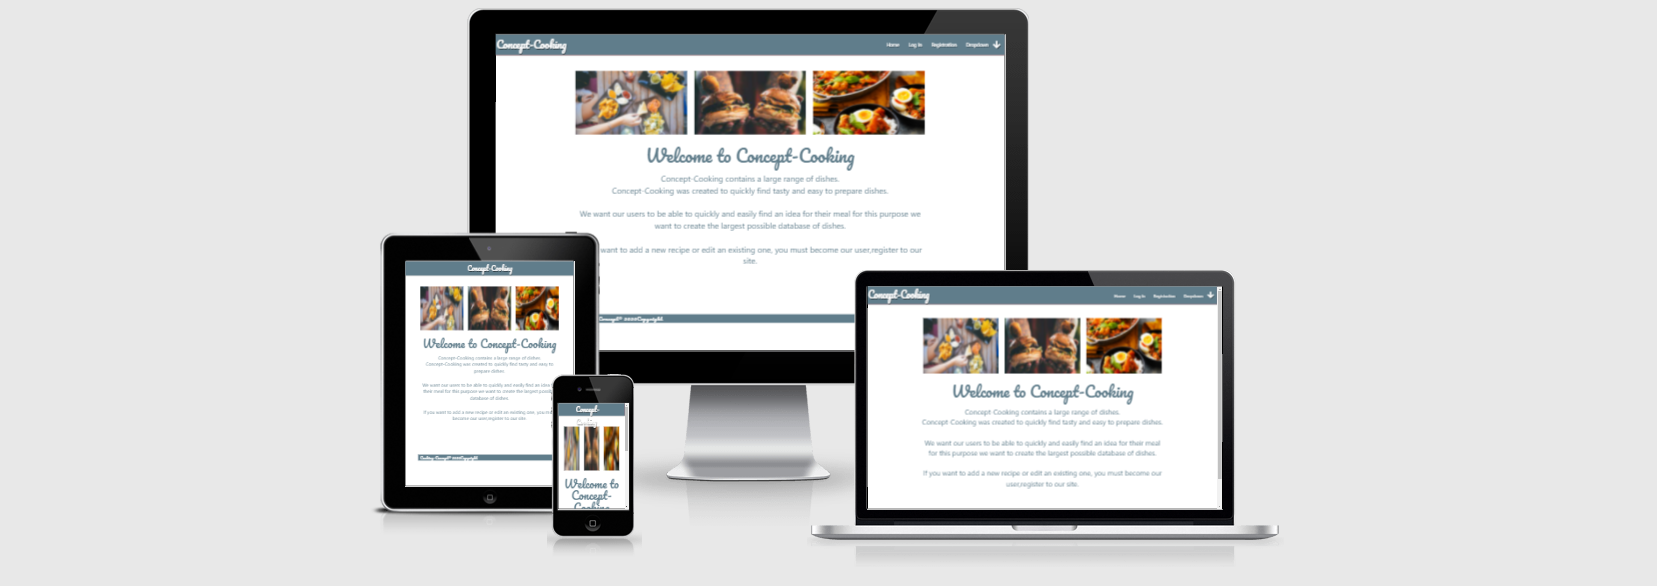 Concept-Cooking
Home Log In Registration Dropdown
Welcome to Concept-Cooking
Concept-Cooking contains a large range of dishes.
Concept-Cooking was created to quickly find tasty and easy to prepare dishes.
We want our users to be able to quickly and easily find an idea for their meal for this purpose we
want to create the largest possible database of dishes.
want to add a new recipe or edit an existing one, you must become our user,register to our
site.
Concept-Cooking
Welcome to Concept-Cooking
Concept-Cooking contains a large range of dishes.
Concept-Cooking was created to quickly find tasty and easy to
prepare dishes.
We want our users to be able to quickly and easily find an idea
their meal for this purpose we want to create the largest possi
database of dishes.
If you want to add a new recipe or edit an existing one, you
become our user,register to our site.
Concept-
Welcome to
Concept-
Cooking
Concept-Cooking
Home Log In Registration Dropdown
Welcome to Concept-Cooking
Concept-Cooking contains a large range of dishes.
Concept-Cooking was created to quickly find tasty and easy to prepare dishes.
We want our users to be able to quickly and easily find an idea for their meal
for this purpose we want to create the largest possible database of dishes.
If you want to add a new recipe or edit an existing one, you must become our
user,register to our site.